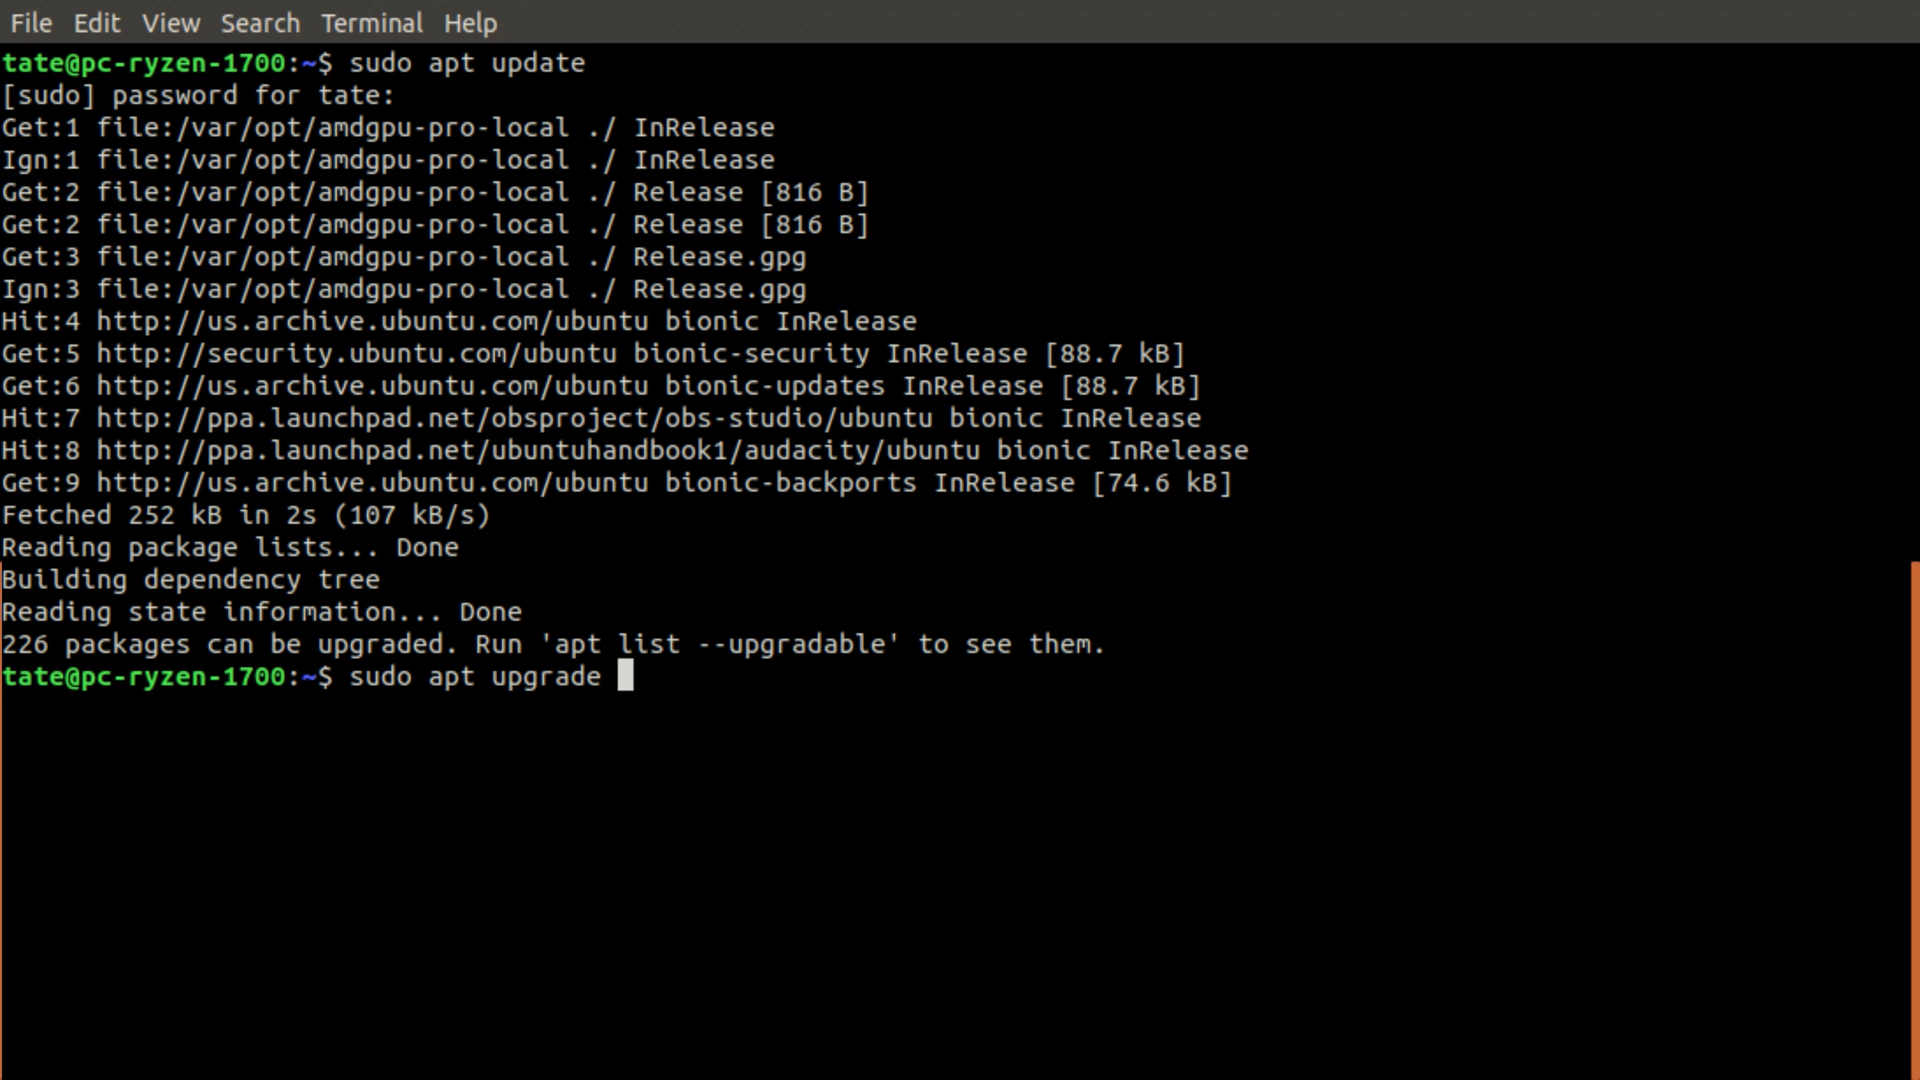 File Edit View Search Terminal Help
tate@pc-ryzen-1700:~$ sudo apt update
[sudo] password for tate:
Get:1 file:/var/opt/amdgpu-pro-local ./ InRelease
Ign:1 file:/var/opt/amdgpu-pro-local ./ InRelease
Get:2 file:/var/opt/amdgpu-pro-local ./ Release [816 B]
Get:2 file:/var/opt/amdgpu-pro-local ./ Release [816 B]
Get:3 file:/var/opt/amdgpu-pro-local ./ Release.gpg
Ign:3 file:/var/opt/amdgpu-pro-local ./ Release.gpg
Hit:4 http://us.archive.ubuntu.com/ubuntu bionic InRelease
Get:5 http://security.ubuntu.com/ubuntu bionic-security InRelease [88.7 kB]
Get:6 http://us.archive.ubuntu.com/ubuntu bionic-updates InRelease [88.7 kB]
Hit:7 http://ppa.launchpad.net/obsproject/obs-studio/ubuntu bionic InRelease
Hit:8 http://ppa.launchpad.net/ubuntuhandbook1/audacity/ubuntu bionic InRelease
Get:9 http://us.archive.ubuntu.com/ubuntu bionic-backports InRelease [74.6 kB]
Fetched 252 kB in 2s (107 kB/s)
Reading package lists... Done
Building dependency tree
Reading state information... Done
226 packages can be upgraded. Run 'apt list --upgradable' to see them.
tate@pc-ryzen-1700:~$ sudo apt upgrade